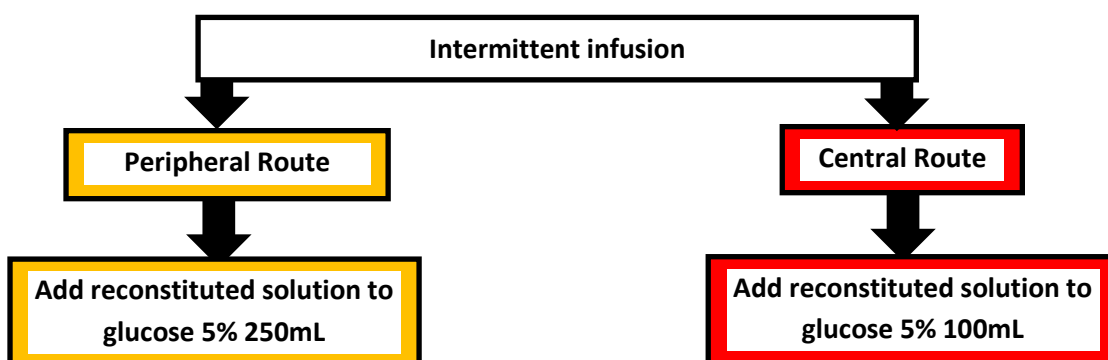 Intermittent infusion
Peripheral Route
Central Route
Add reconstituted solution to
glucose 5% 250mL
Add reconstituted solution to
glucose 5% 100mL